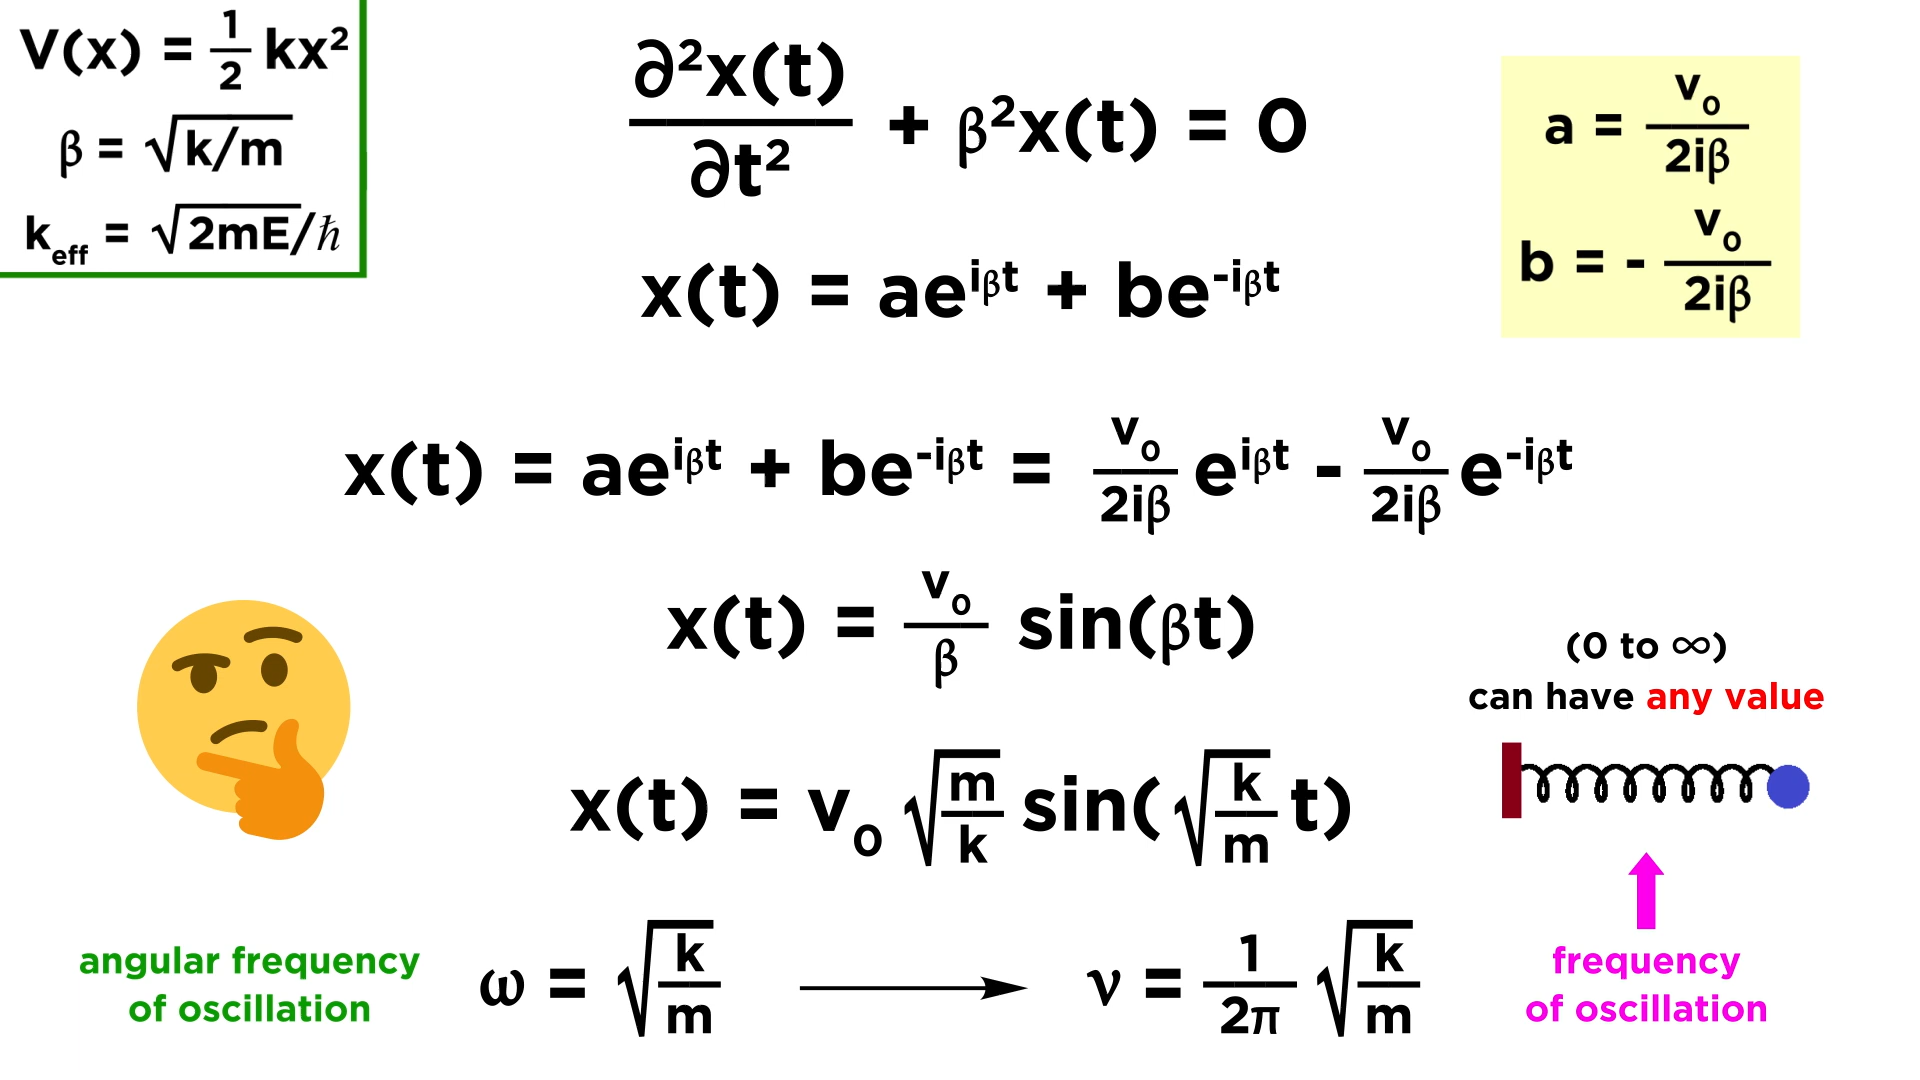 V(x) = 1/2 kx²
β = √k/m
k_eff = √2mE/ℏ
∂²x(t)/∂t² + β²x(t) = 0
x(t) = ae^iβt + be^-iβt
a = v₀/2iβ
b = - v₀/2iβ
x(t) = ae^iβt + be^-iβt = v₀/2iβ e^iβt - v₀/2iβ e^-iβt
x(t) = v₀/β sin(βt)
(0 to ∞)
can have any value
x(t) = v₀ √m/k sin(√k/m t)
angular frequency
of oscillation
ω = √k/m
ν = 1/2π √k/m
frequency
of oscillation